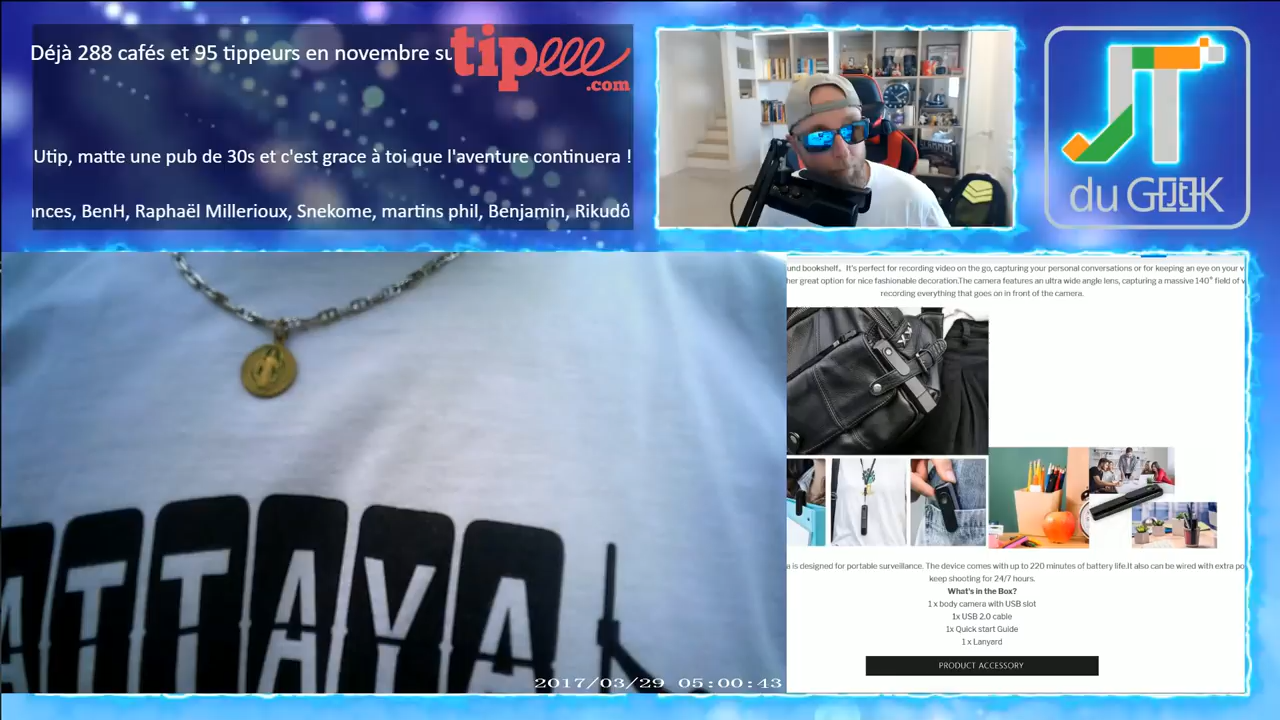 Déjà 288 cafés et 95 tippeurs en novembre su
tipeee
.com
Utip, matte une pub de 30s et c'est grace à toi que l'aventure continuera !
BenH, Raphaël Millerioux, Snekome, martins phil, Benjamin, Rikudô
JT
du GEEK
und bookshelf, It's perfect for recording video on the go, capturing your personal conversations or for keeping an eye on your v
her great option for nice fashionable decoration.The camera features an ultra wide angle lens, capturing a massive 140° field of v
recording everything that goes on in front of the camera.
a is designed for portable surveillance. The device comes with up to 220 minutes of battery life.It also can be wired with extra po
keep shooting for 24/7 hours.
What's in the Box?
1 x body camera with USB slot
1x USB 2.0 cable
1x Quick start Guide
1 x Lanyard
PRODUCT ACCESSORY
ATTAYA
2017/03/29 05:00:43